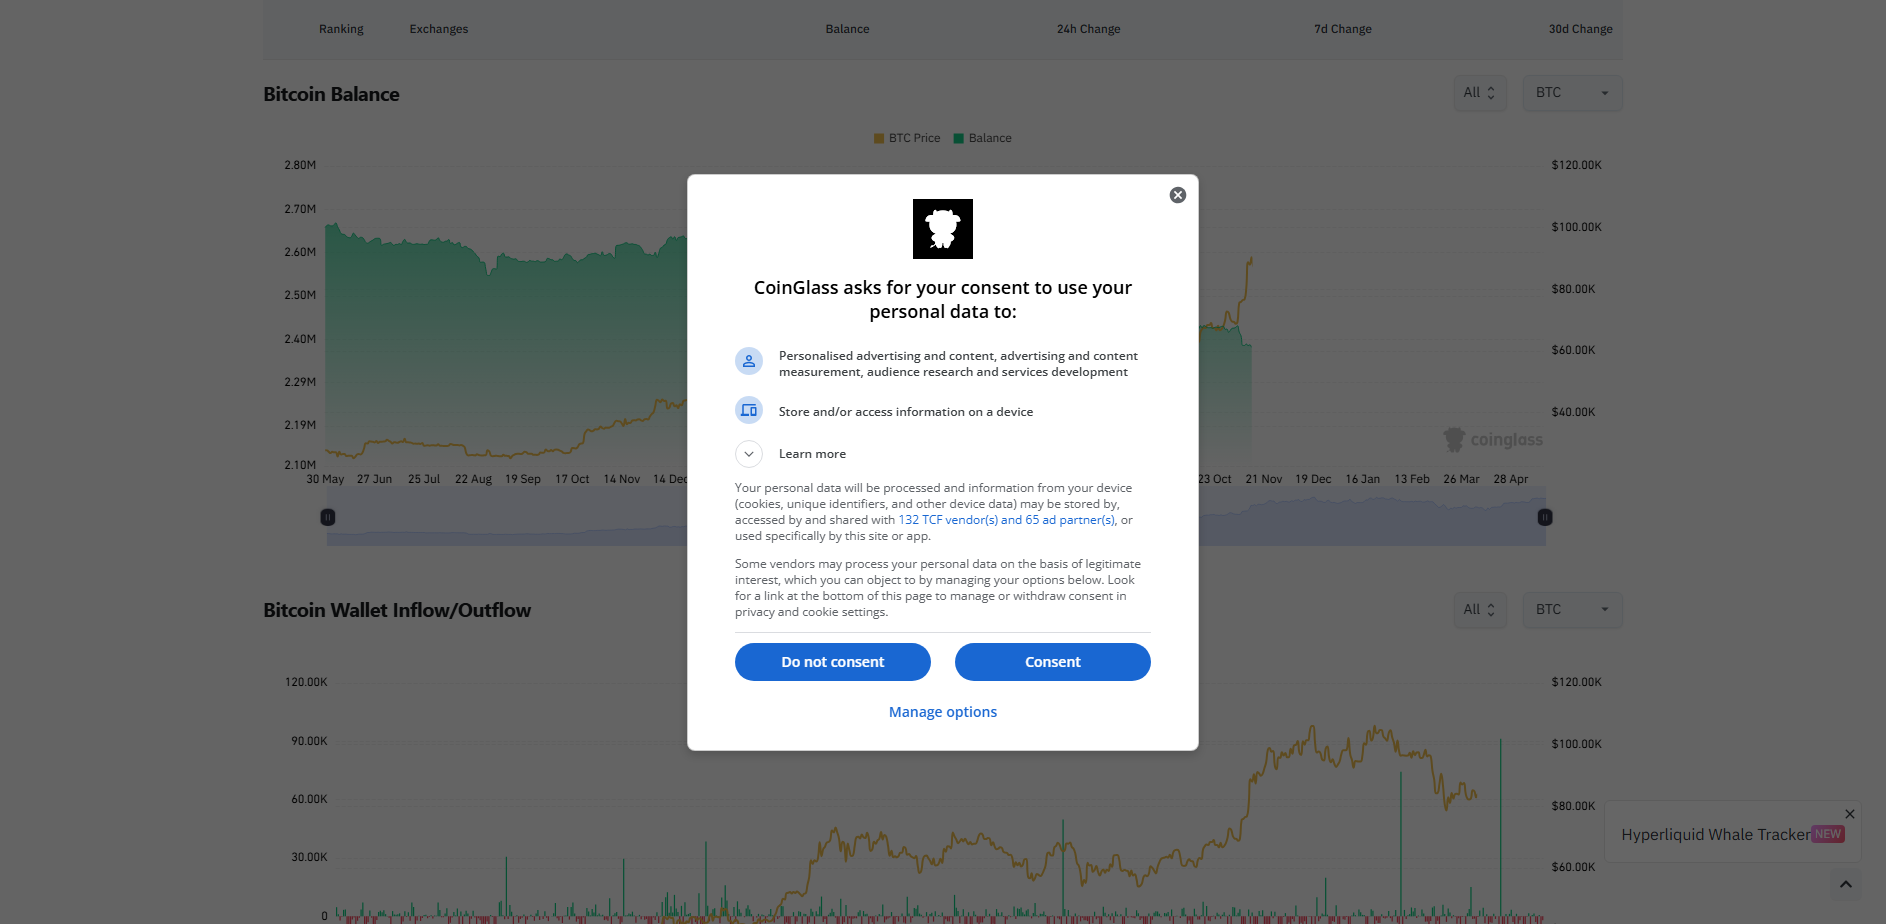 Ranking Exchanges Balance 24h Change 7d Change 30d Change
Bitcoin Balance
All BTC
BTC Price Balance
2.80M
2.70M
2.60M
2.50M
2.40M
2.29M
2.19M
2.10M
$120.00K
$100.00K
$80.00K
$60.00K
$40.00K
coinglass
30 May 27 Jun 25 Jul 22 Aug 19 Sep 17 Oct 14 Nov 14 Dec 23 Oct 21 Nov 19 Dec 16 Jan 13 Feb 26 Mar 28 Apr
CoinGlass asks for your consent to use your
personal data to:
Personalised advertising and content, advertising and content
measurement, audience research and services development
Store and/or access information on a device
Learn more
Your personal data will be processed and information from your device
(cookies, unique identifiers, and other device data) may be stored by,
accessed by and shared with 132 TCF vendor(s) and 65 ad partner(s), or
used specifically by this site or app.
Some vendors may process your personal data on the basis of legitimate
interest, which you can object to by managing your options below. Look
for a link at the bottom of this page to manage or withdraw consent in
privacy and cookie settings.
Do not consent Consent
Manage options
Bitcoin Wallet Inflow/Outflow
All BTC
120.00K
90.00K
60.00K
30.00K
0
$120.00K
$100.00K
$80.00K
$60.00K
Hyperliquid Whale Tracker NEW